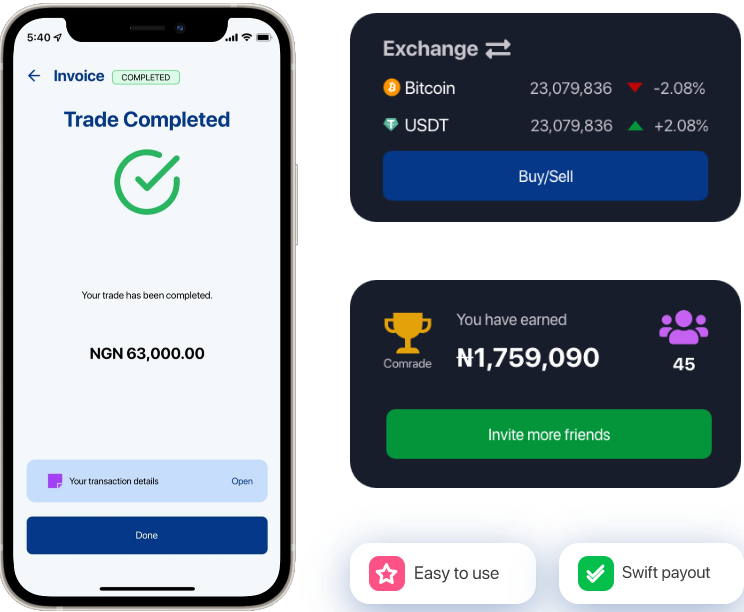 5:40
Invoice COMPLETED
Trade Completed
Your trade has been completed.
NGN 63,000.00
Your transaction details Open
Done
Exchange
Bitcoin 23,079,836 -2.08%
USDT 23,079,836 +2.08%
Buy/Sell
You have earned
₦1,759,090
Comrade
45
Invite more friends
Easy to use
Swift payout